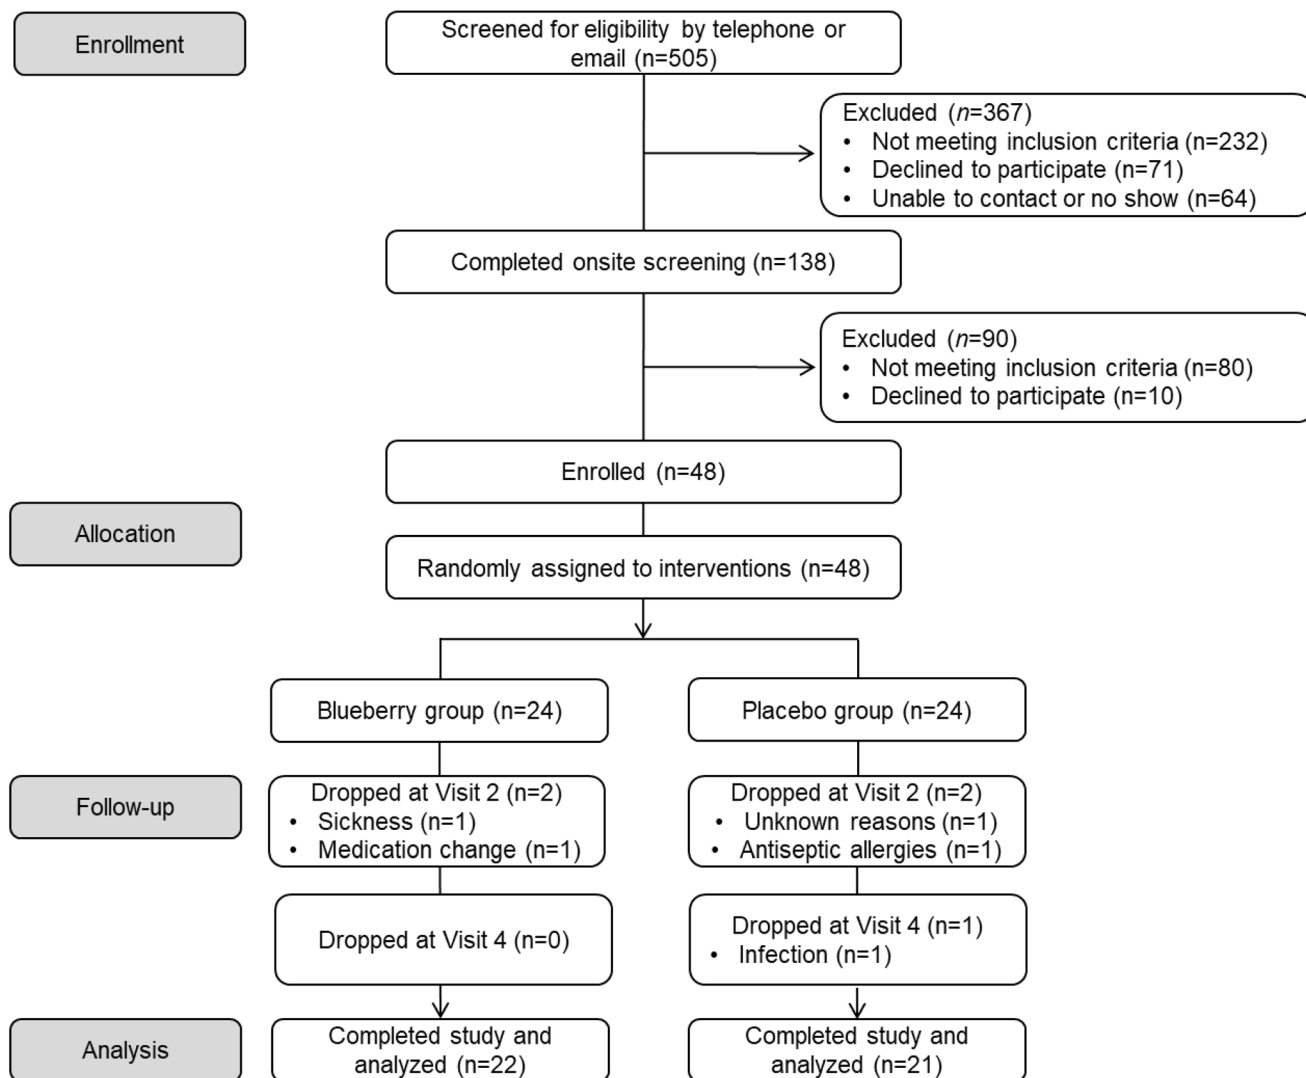 Enrollment
Screened for eligibility by telephone or
email (n=505)
Excluded (n=367)
• Not meeting inclusion criteria (n=232)
• Declined to participate (n=71)
• Unable to contact or no show (n=64)
Completed onsite screening (n=138)
Excluded (n=90)
• Not meeting inclusion criteria (n=80)
• Declined to participate (n=10)
Enrolled (n=48)
Allocation
Randomly assigned to interventions (n=48)
Blueberry group (n=24)
Placebo group (n=24)
Follow-up
Dropped at Visit 2 (n=2)
• Sickness (n=1)
• Medication change (n=1)
Dropped at Visit 2 (n=2)
• Unknown reasons (n=1)
• Antiseptic allergies (n=1)
Dropped at Visit 4 (n=0)
Dropped at Visit 4 (n=1)
• Infection (n=1)
Analysis
Completed study and
analyzed (n=22)
Completed study and
analyzed (n=21)